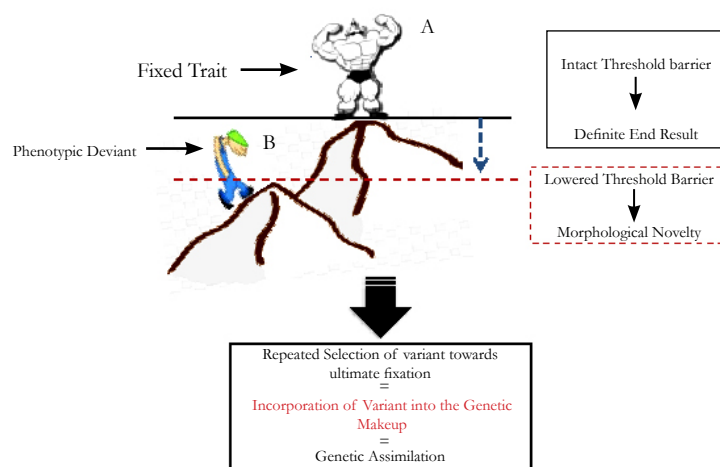 A
Fixed Trait
Intact Threshold barrier
Definite End Result
B
Phenotypic Deviant
Lowered Threshold Barrier
Morphological Novelty
Repeated Selection of variant towards
ultimate fixation
=
Incorporation of Variant into the Genetic
Makeup
=
Genetic Assimilation